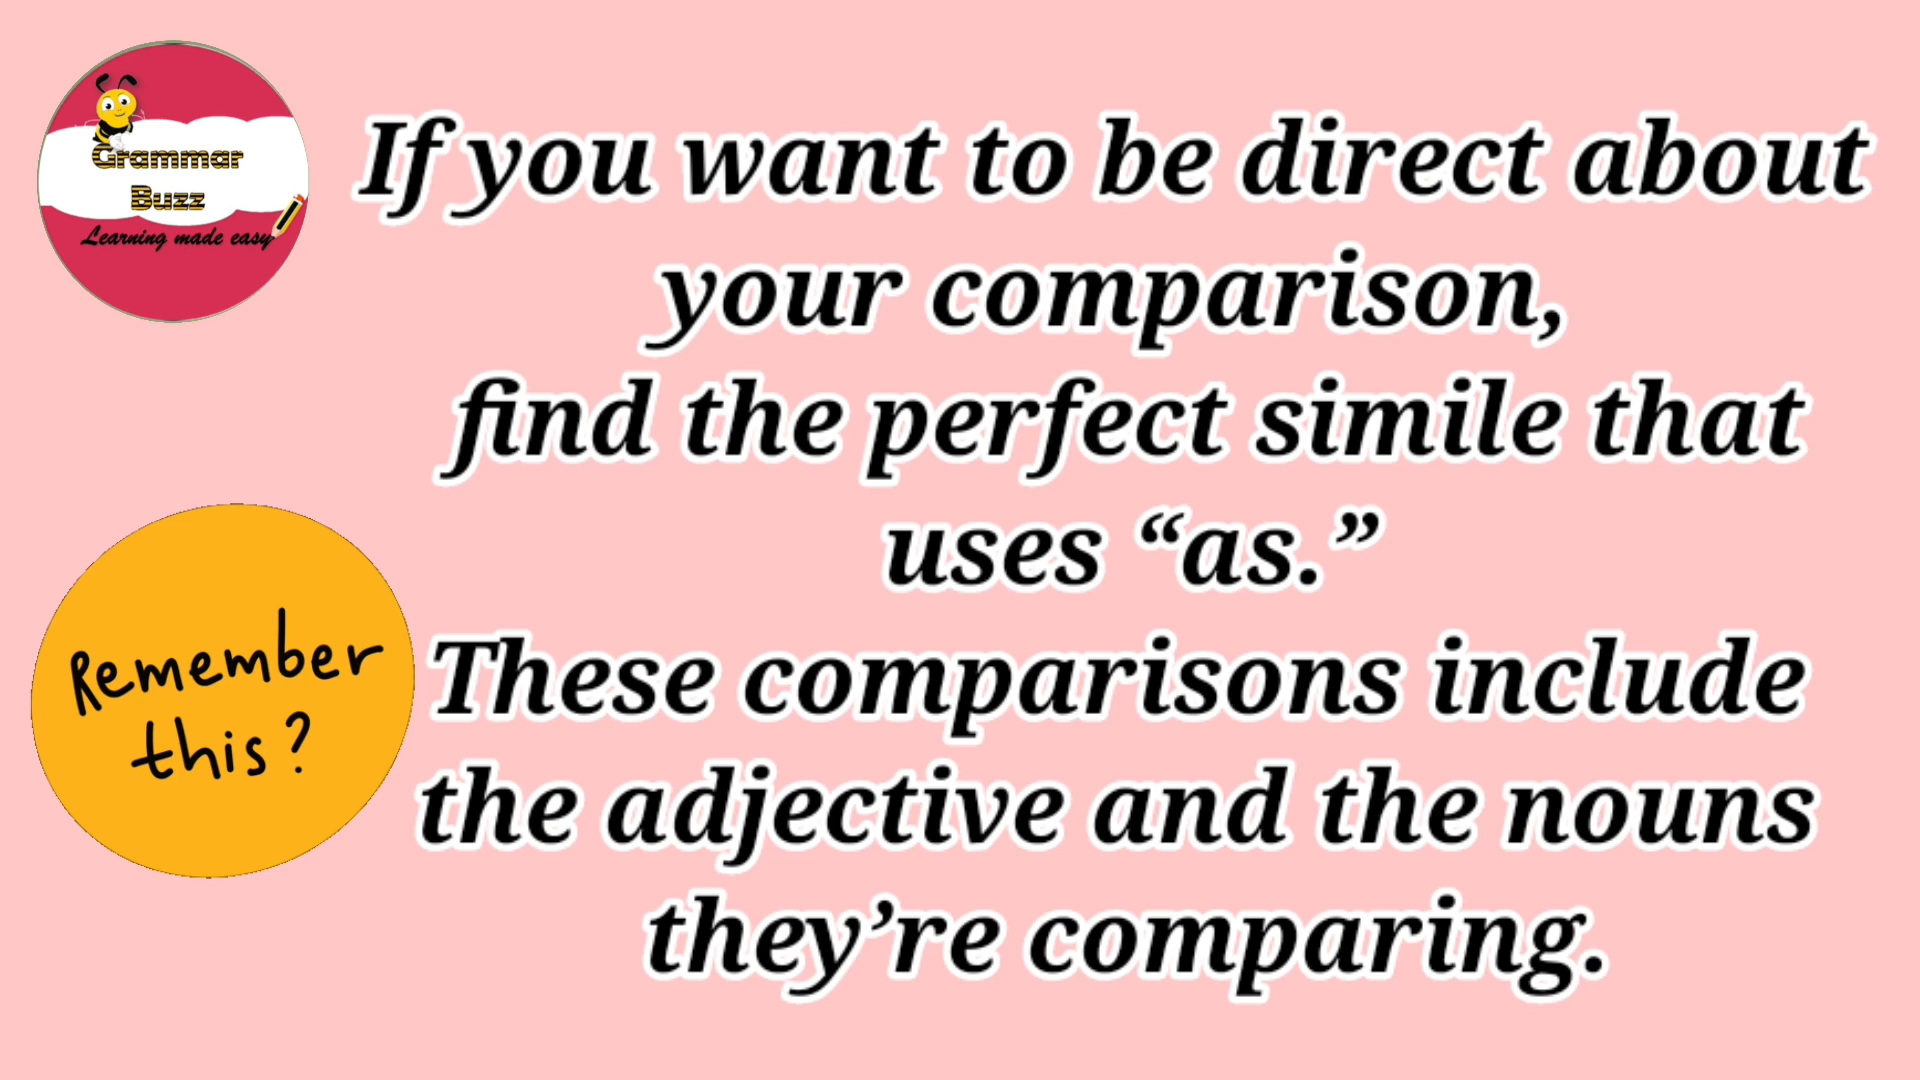 Grammar
Buzz
Learning made easy
If you want to be direct about
your comparison,
find the perfect simile that
uses “as.”
These comparisons include
the adjective and the nouns
they’re comparing.
Remember
this?